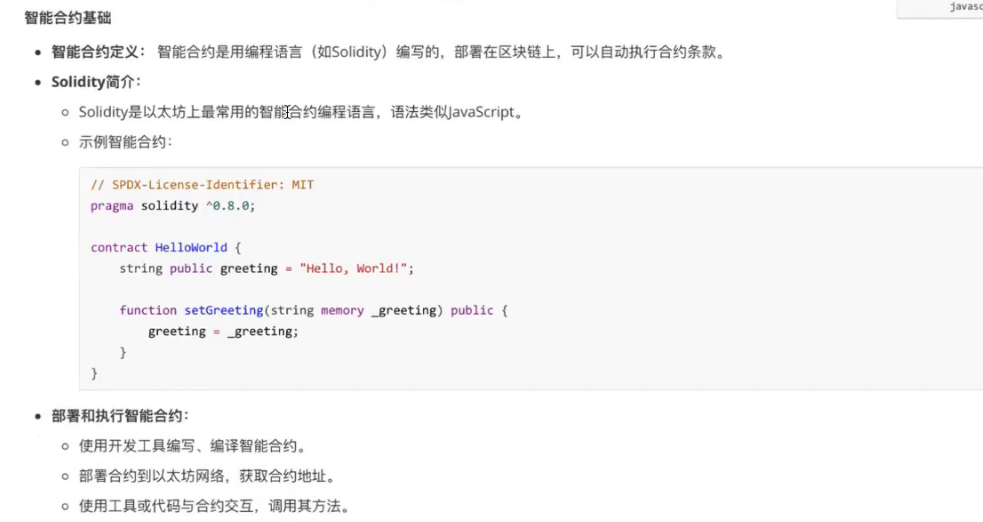 javasc
智能合约基础
智能合约定义： 智能合约是用编程语言（如Solidity）编写的，部署在区块链上，可以自动执行合约条款。
Solidity简介：
Solidity是以太坊上最常用的智能合约编程语言，语法类似JavaScript。
示例智能合约：
// SPDX-License-Identifier: MIT
pragma solidity ^0.8.0;
contract HelloWorld {
    string public greeting = "Hello, World!";
    function setGreeting(string memory _greeting) public {
        greeting = _greeting;
    }
}
部署和执行智能合约：
使用开发工具编写、编译智能合约。
部署合约到以太坊网络，获取合约地址。
使用工具或代码与合约交互，调用其方法。